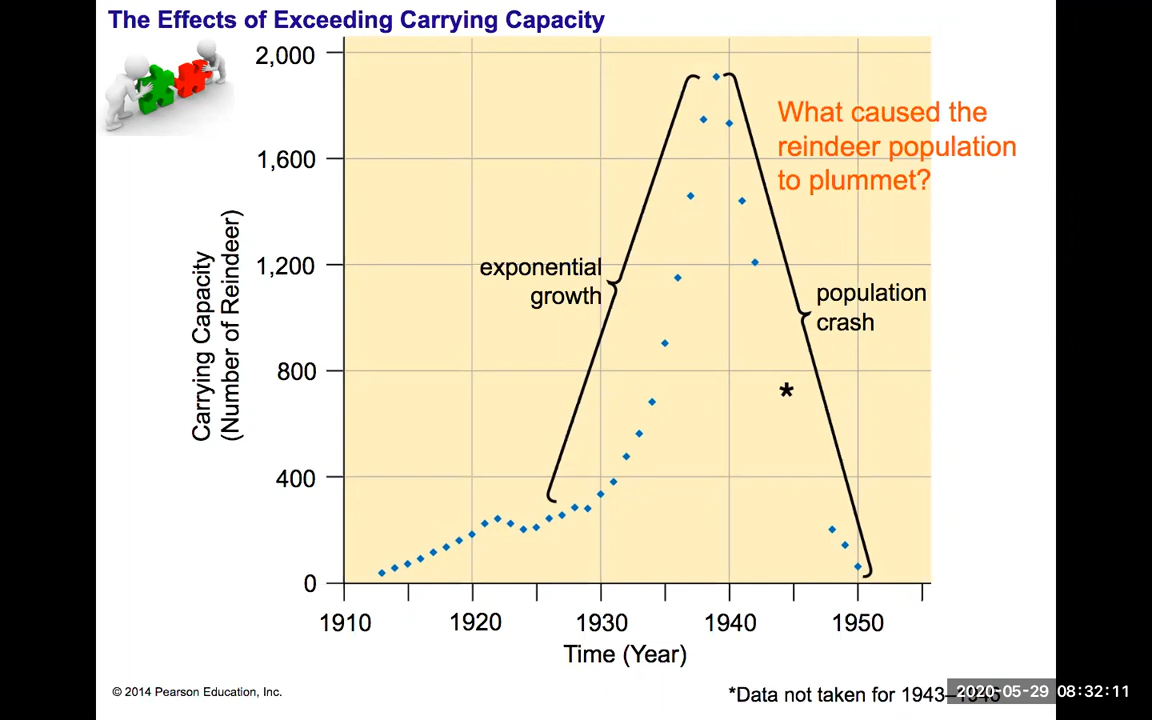 The Effects of Exceeding Carrying Capacity
2,000
1,600
1,200
800
400
0
Carrying Capacity
(Number of Reindeer)
What caused the
reindeer population
to plummet?
exponential
growth
population
crash
*
1910 1920 1930 1940 1950
Time (Year)
© 2014 Pearson Education, Inc.
*Data not taken for 1943–
2020-05-29 08:32:11